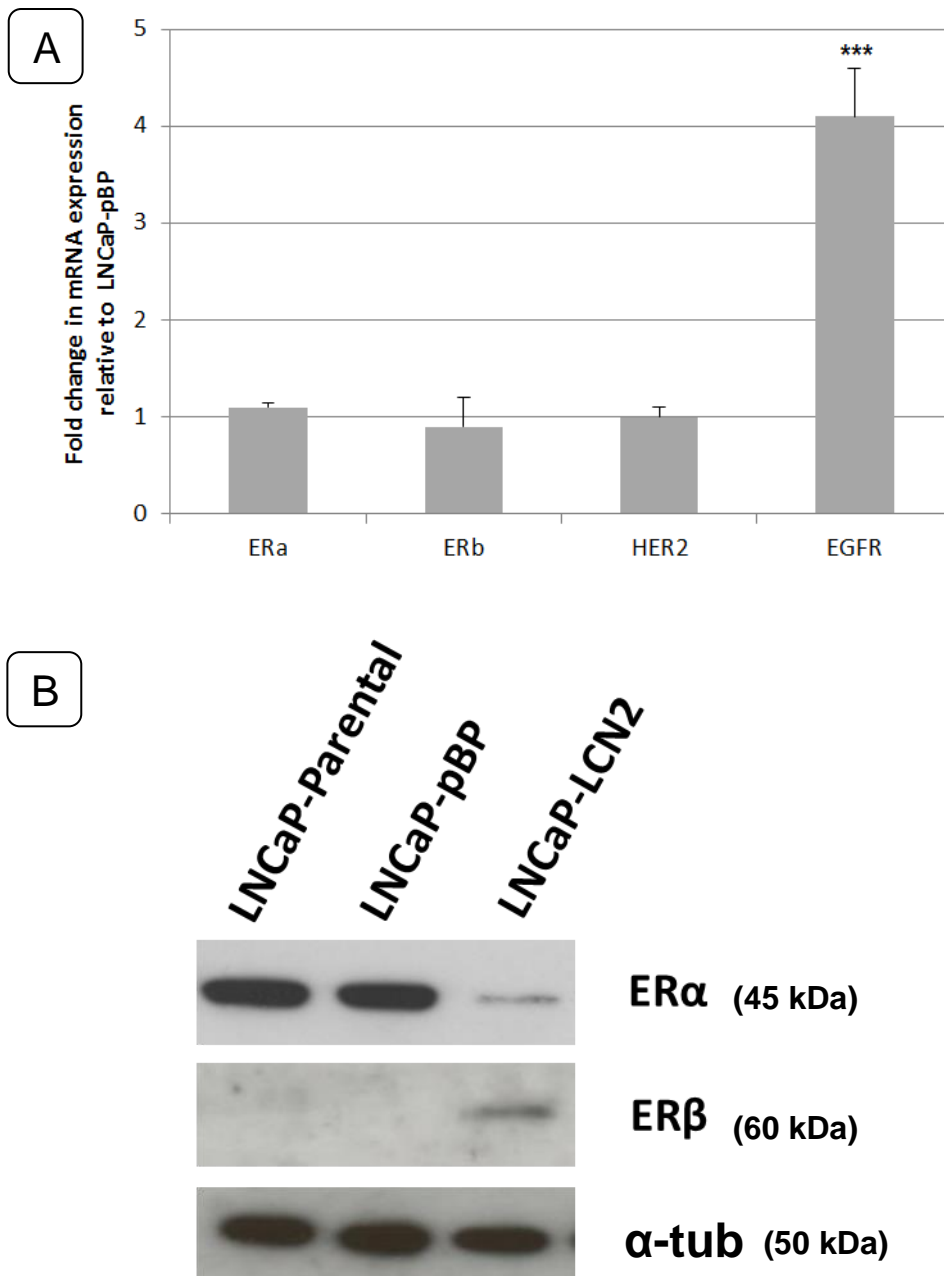 A
Fold change in mRNA expression
relative to LNCaP-pBP
5
4
3
2
1
0
***
ERa
ERb
HER2
EGFR
B
LNCaP-Parental
LNCaP-pBP
LNCaP-LCN2
ERα (45 kDa)
ERβ (60 kDa)
α-tub (50 kDa)